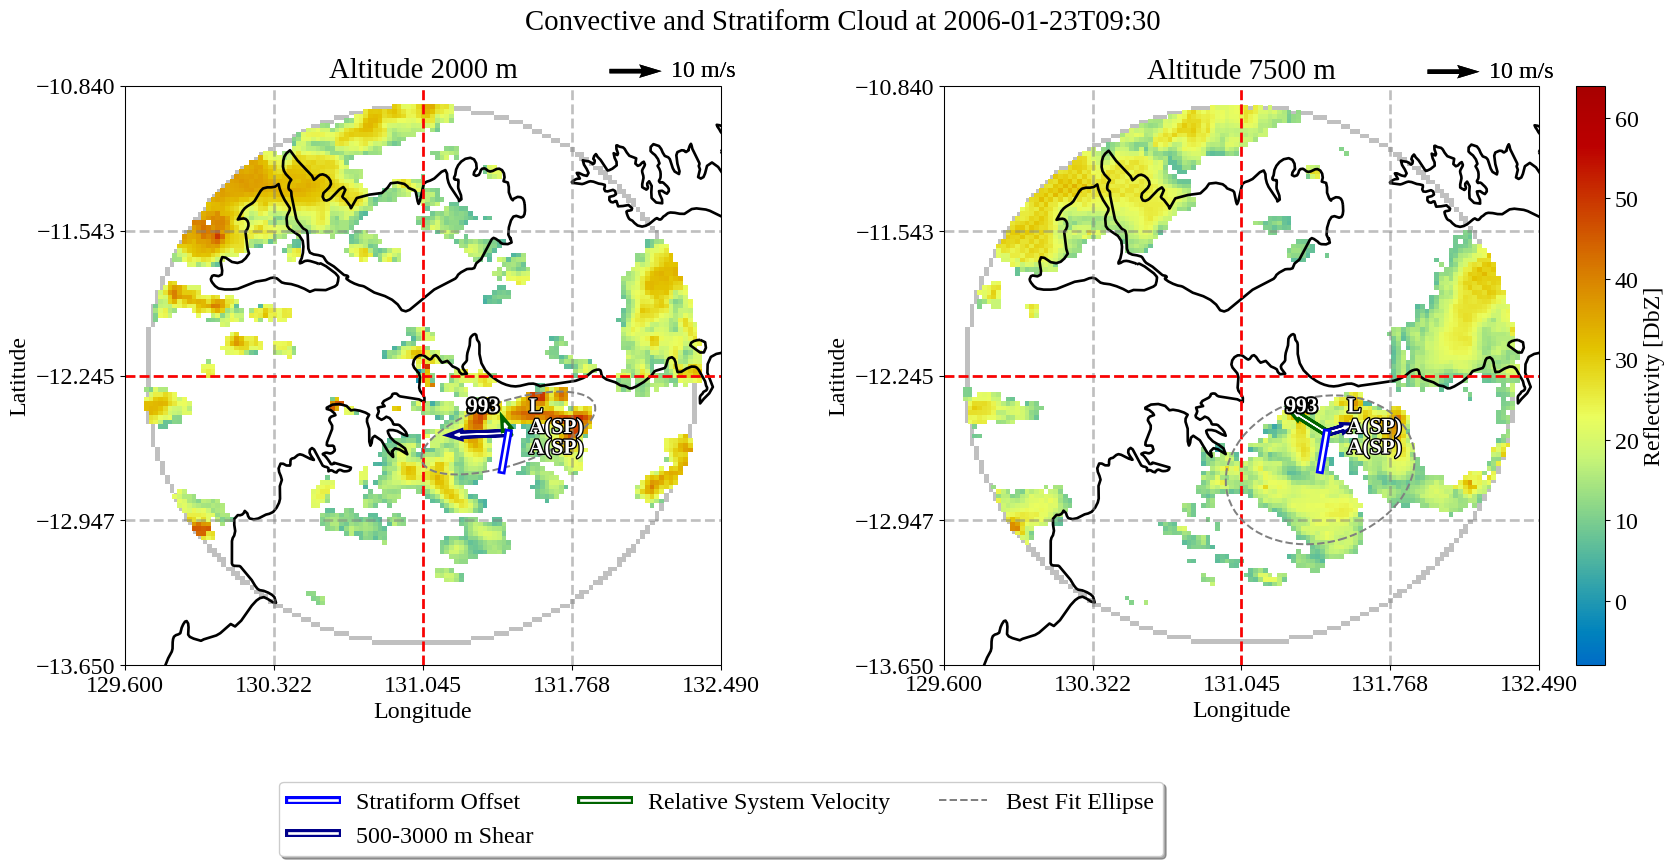 Convective and Stratiform Cloud at 2006-01-23T09:30
Altitude 2000 m
10 m/s
Altitude 7500 m
10 m/s
−10.840
−11.543
−12.245
−12.947
−13.650
Latitude
129.600 130.322 131.045 131.768 132.490
Longitude
993 L
A(SP)
A(SP)
−10.840
−11.543
−12.245
−12.947
−13.650
Latitude
129.600 130.322 131.045 131.768 132.490
Longitude
993 L
A(SP)
A(SP)
60
50
40
30
20
10
0
Reflectivity [DbZ]
Stratiform Offset
Relative System Velocity
Best Fit Ellipse
500-3000 m Shear